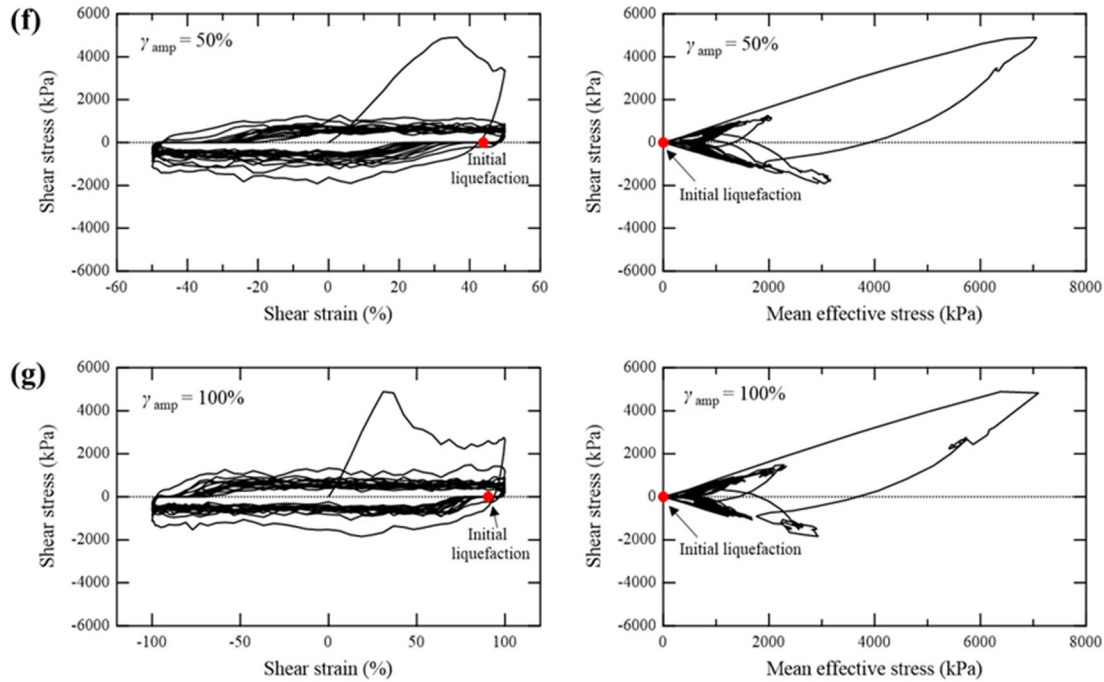 (f)
γ amp = 50%
Shear stress (kPa)
6000
4000
2000
0
-2000
-4000
-6000
Initial
liquefaction
-60 -40 -20 0 20 40 60
Shear strain (%)
γ amp = 50%
Shear stress (kPa)
6000
4000
2000
0
-2000
-4000
-6000
Initial liquefaction
0 2000 4000 6000 8000
Mean effective stress (kPa)
(g)
γ amp = 100%
Shear stress (kPa)
6000
4000
2000
0
-2000
-4000
-6000
Initial
liquefaction
-100 -50 0 50 100
Shear strain (%)
γ amp = 100%
Shear stress (kPa)
6000
4000
2000
0
-2000
-4000
-6000
Initial liquefaction
0 2000 4000 6000 8000
Mean effective stress (kPa)